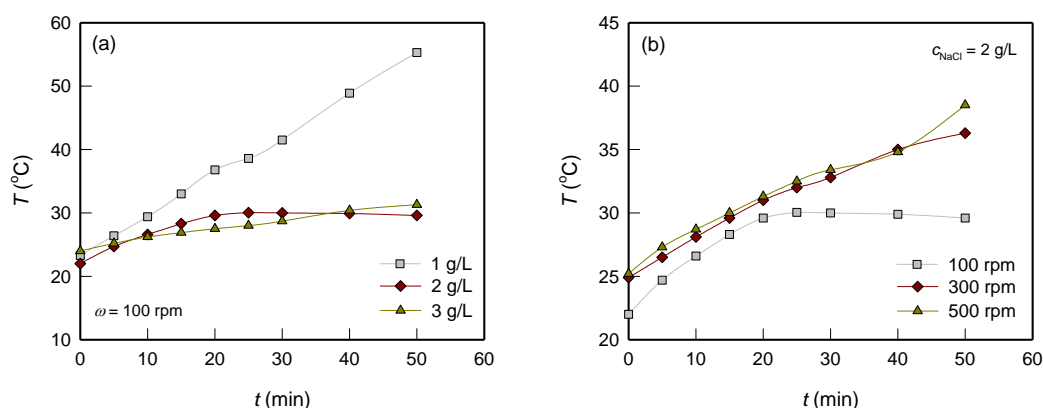 (a)
T (°C)
60
50
40
30
20
10
1 g/L
2 g/L
3 g/L
ω = 100 rpm
0 10 20 30 40 50 60
t (min)
(b)
c_NaCl = 2 g/L
T (°C)
45
40
35
30
25
20
100 rpm
300 rpm
500 rpm
0 10 20 30 40 50 60
t (min)